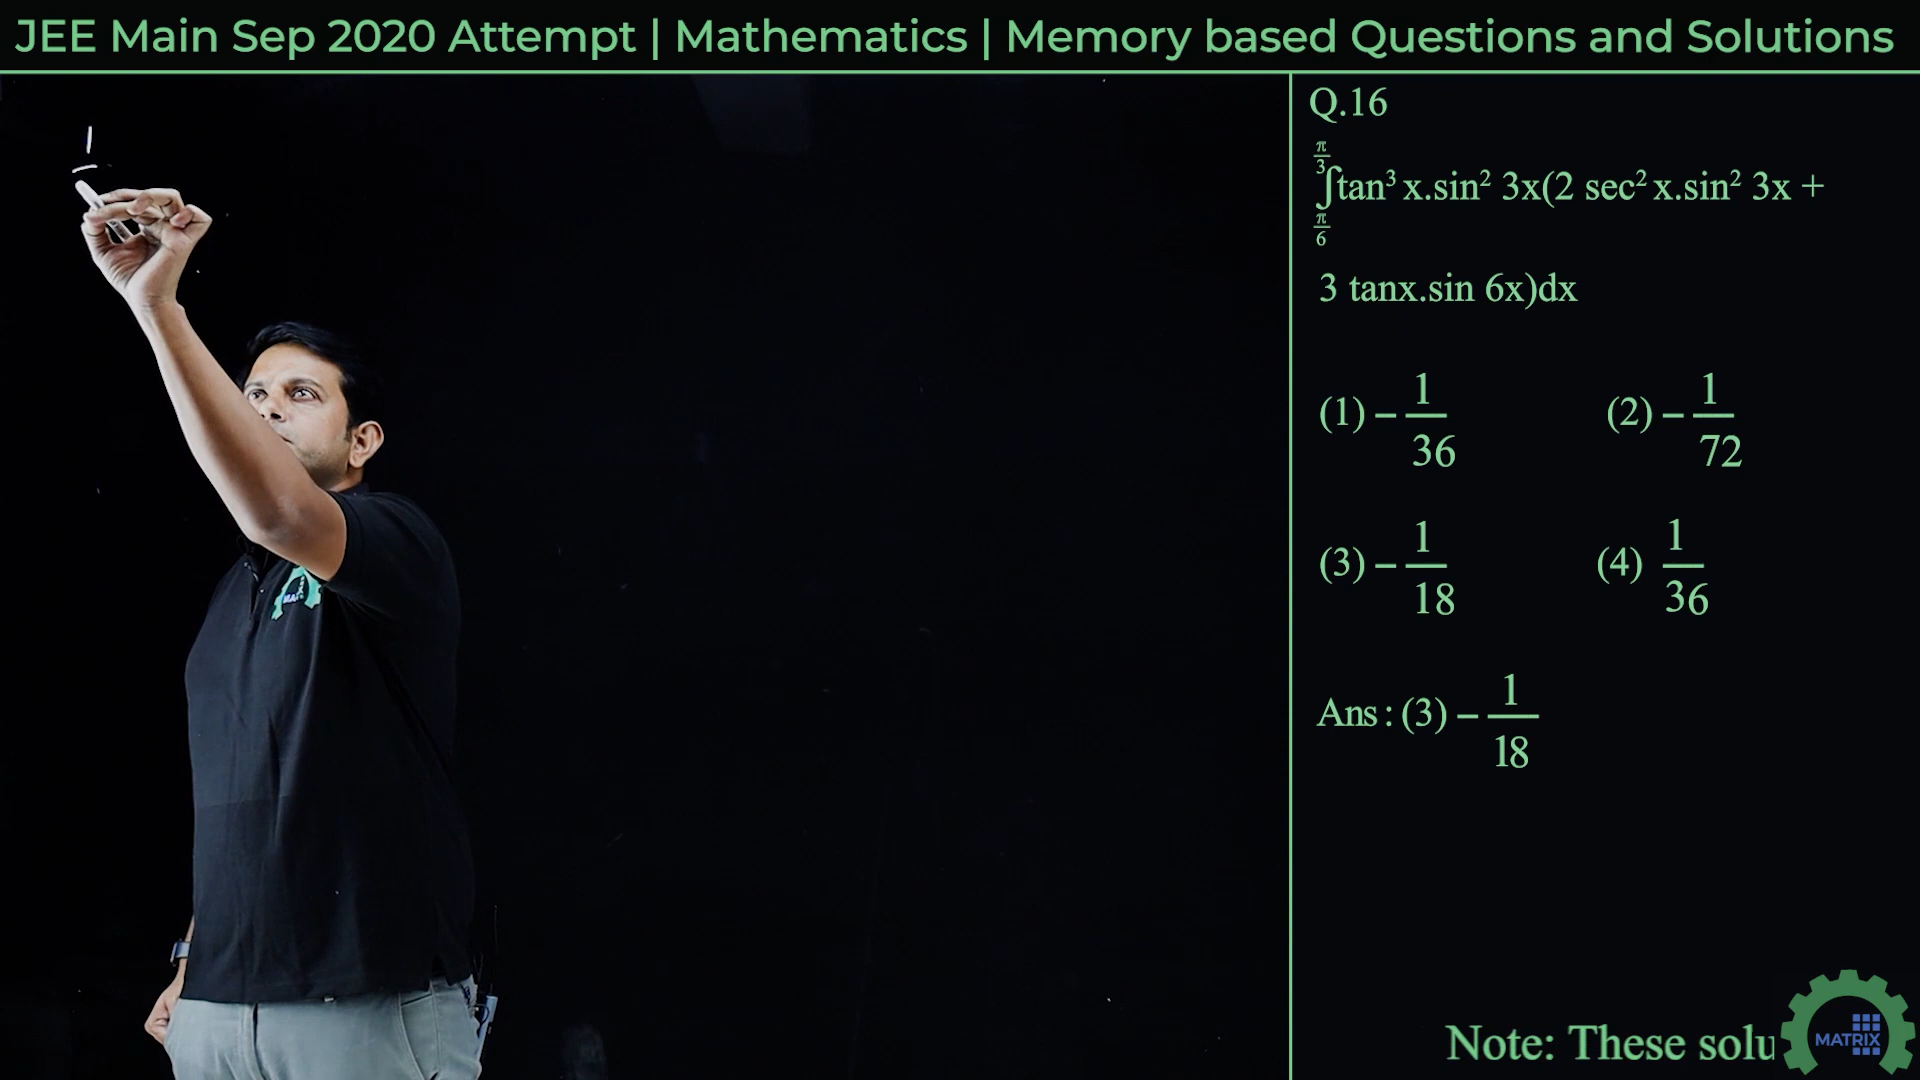 JEE Main Sep 2020 Attempt | Mathematics | Memory based Questions and Solutions
Q.16
∫_{π/6}^{π/3} tan³ x.sin² 3x(2 sec² x.sin² 3x +
3 tanx.sin 6x)dx
(1) – 1/36 (2) – 1/72
(3) – 1/18 (4) 1/36
Ans : (3) – 1/18
Note: These solu
MATRIX